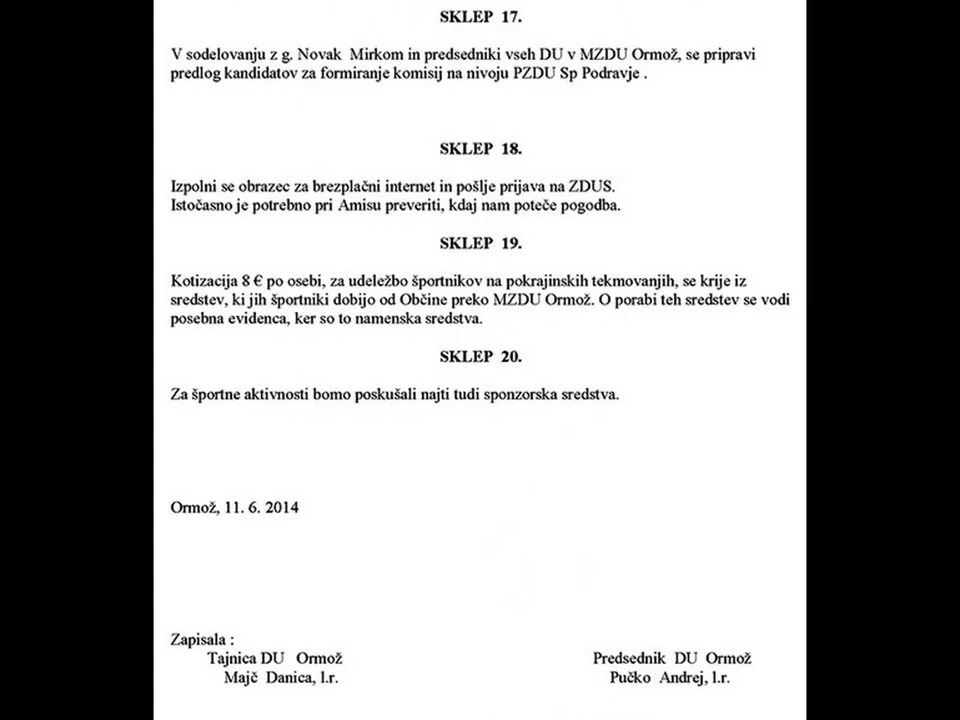 SKLEP 17.
V sodelovanju z g. Novak Mirkom in predsedniki vseh DU v MZDU Ormož, se pripravi
predlog kandidatov za formiranje komisij na nivoju PZDU Sp Podravje .
SKLEP 18.
Izpolni se obrazec za brezplačni internet in pošlje prijava na ZDUS.
Istočasno je potrebno pri Amisu preveriti, kdaj nam poteče pogodba.
SKLEP 19.
Kotizacija 8 € po osebi, za udeležbo športnikov na pokrajinskih tekmovanjih, se krije iz
sredstev, ki jih športniki dobijo od Občine preko MZDU Ormož. O porabi teh sredstev se vodi
posebna evidenca, ker so to namenska sredstva.
SKLEP 20.
Za športne aktivnosti bomo poskušali najti tudi sponzorska sredstva.
Ormož, 11. 6. 2014
Zapisala :
Tajnica DU Ormož Predsednik DU Ormož
Majč Danica, l.r. Pučko Andrej, l.r.